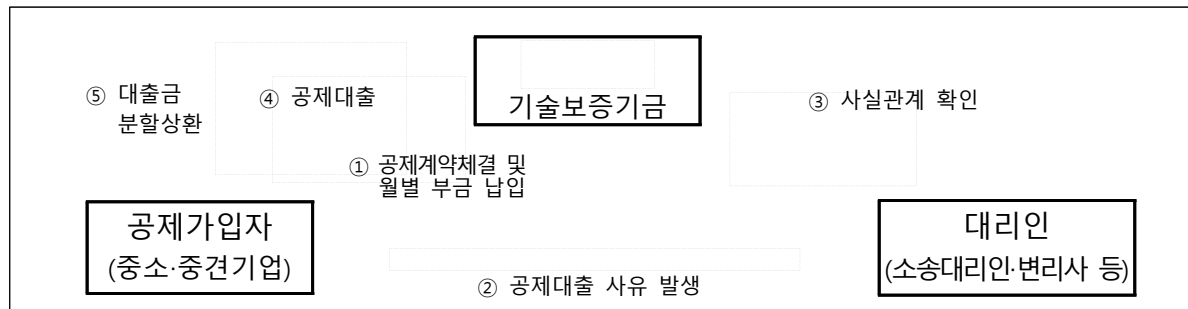 ⑤ 대출금
분할상환
④ 공제대출
기술보증기금
③ 사실관계 확인
① 공제계약체결 및
월별 부금 납입
공제가입자
(중소·중견기업)
② 공제대출 사유 발생
대리인
(소송대리인·변리사 등)